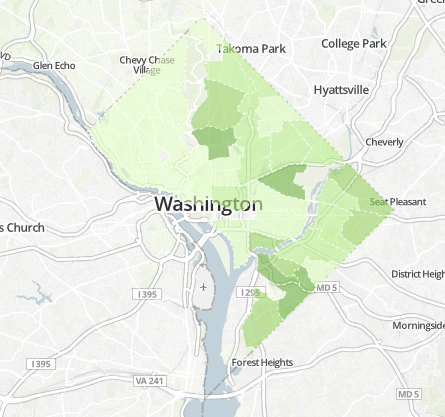 Takoma Park
College Park
Chevy Chase
Village
Glen Echo
Hyattsville
Cheverly
Seat Pleasant
Washington
s Church
District Heigh
I 395
I 295
MD 5
Morningside
Forest Heights
I 395
VA 241
MD 5